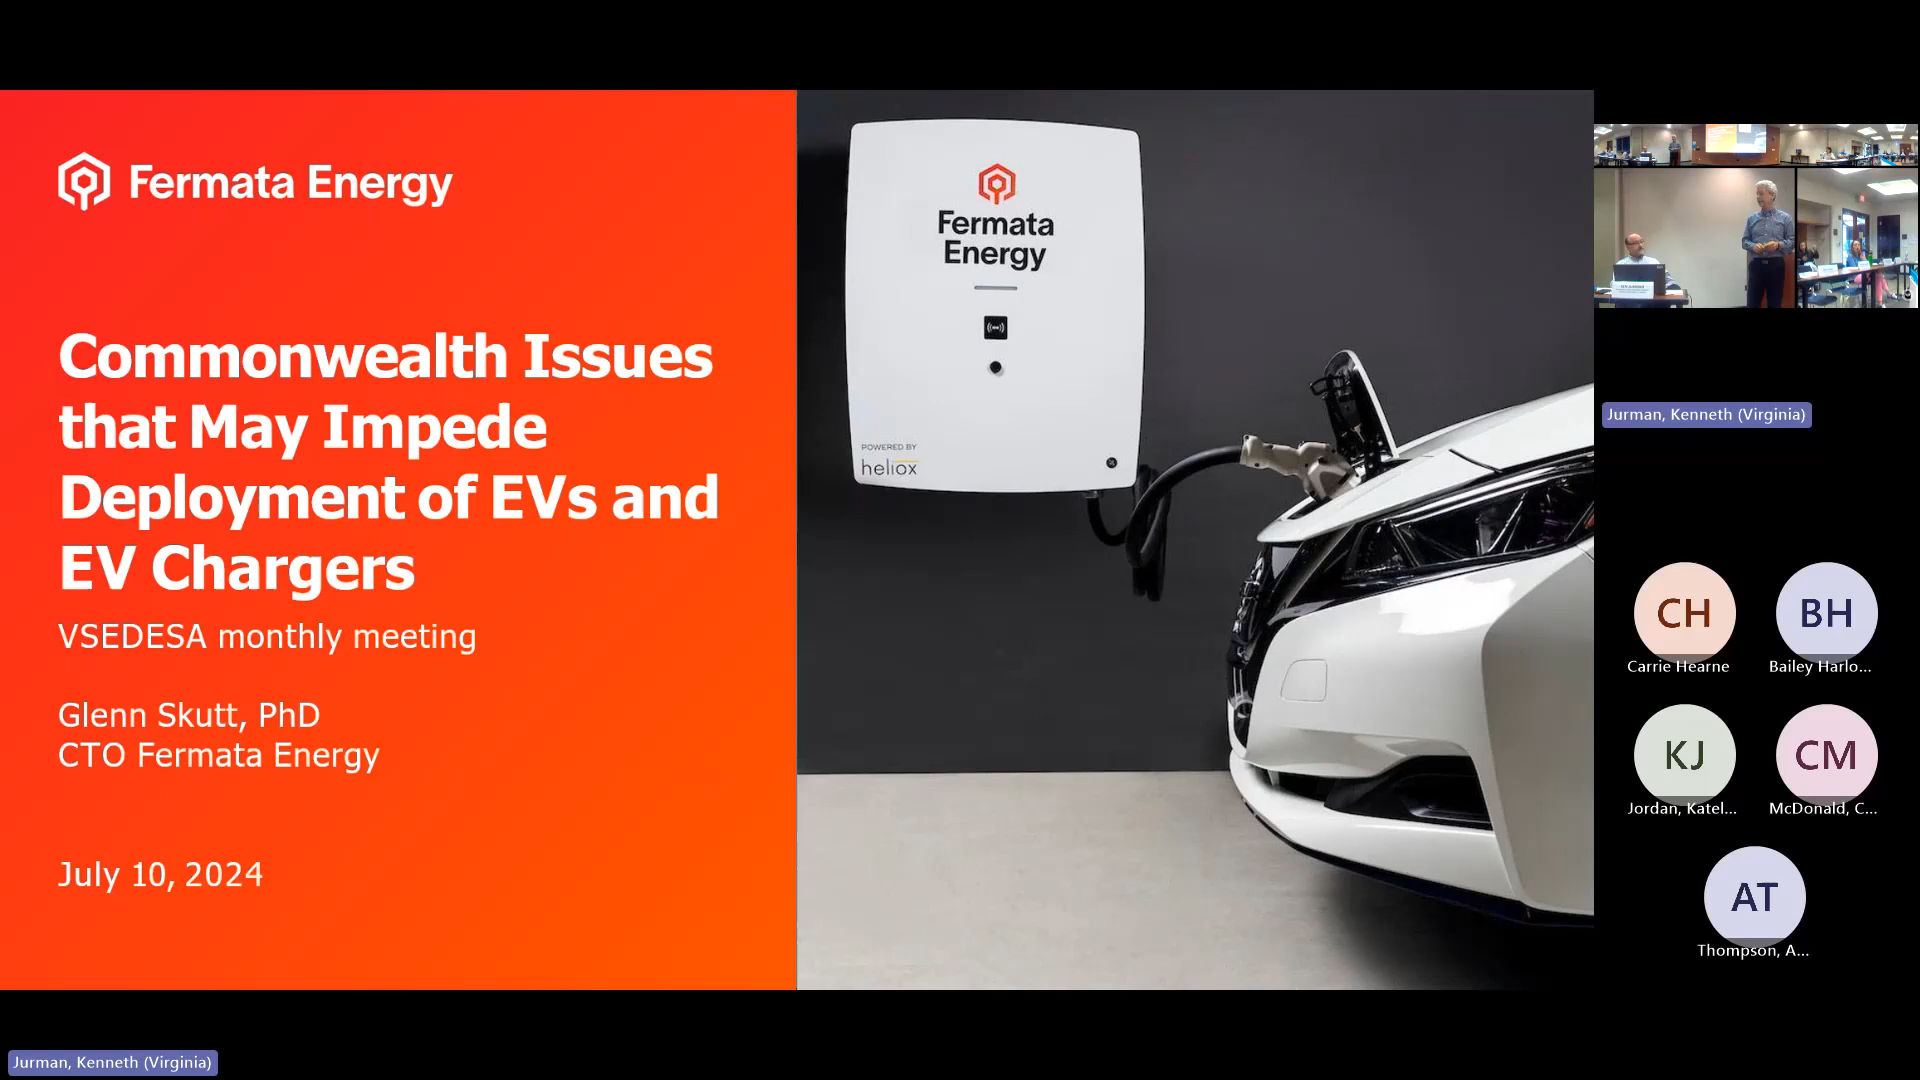 Fermata Energy
Commonwealth Issues
that May Impede
Deployment of EVs and
EV Chargers
VSEDESA monthly meeting
Glenn Skutt, PhD
CTO Fermata Energy
July 10, 2024
Fermata
Energy
POWERED BY
heliox
Jurman, Kenneth (Virginia)
CH
Carrie Hearne
BH
Bailey Harlo...
KJ
Jordan, Katel...
CM
McDonald, C...
AT
Thompson, A...
Jurman, Kenneth (Virginia)